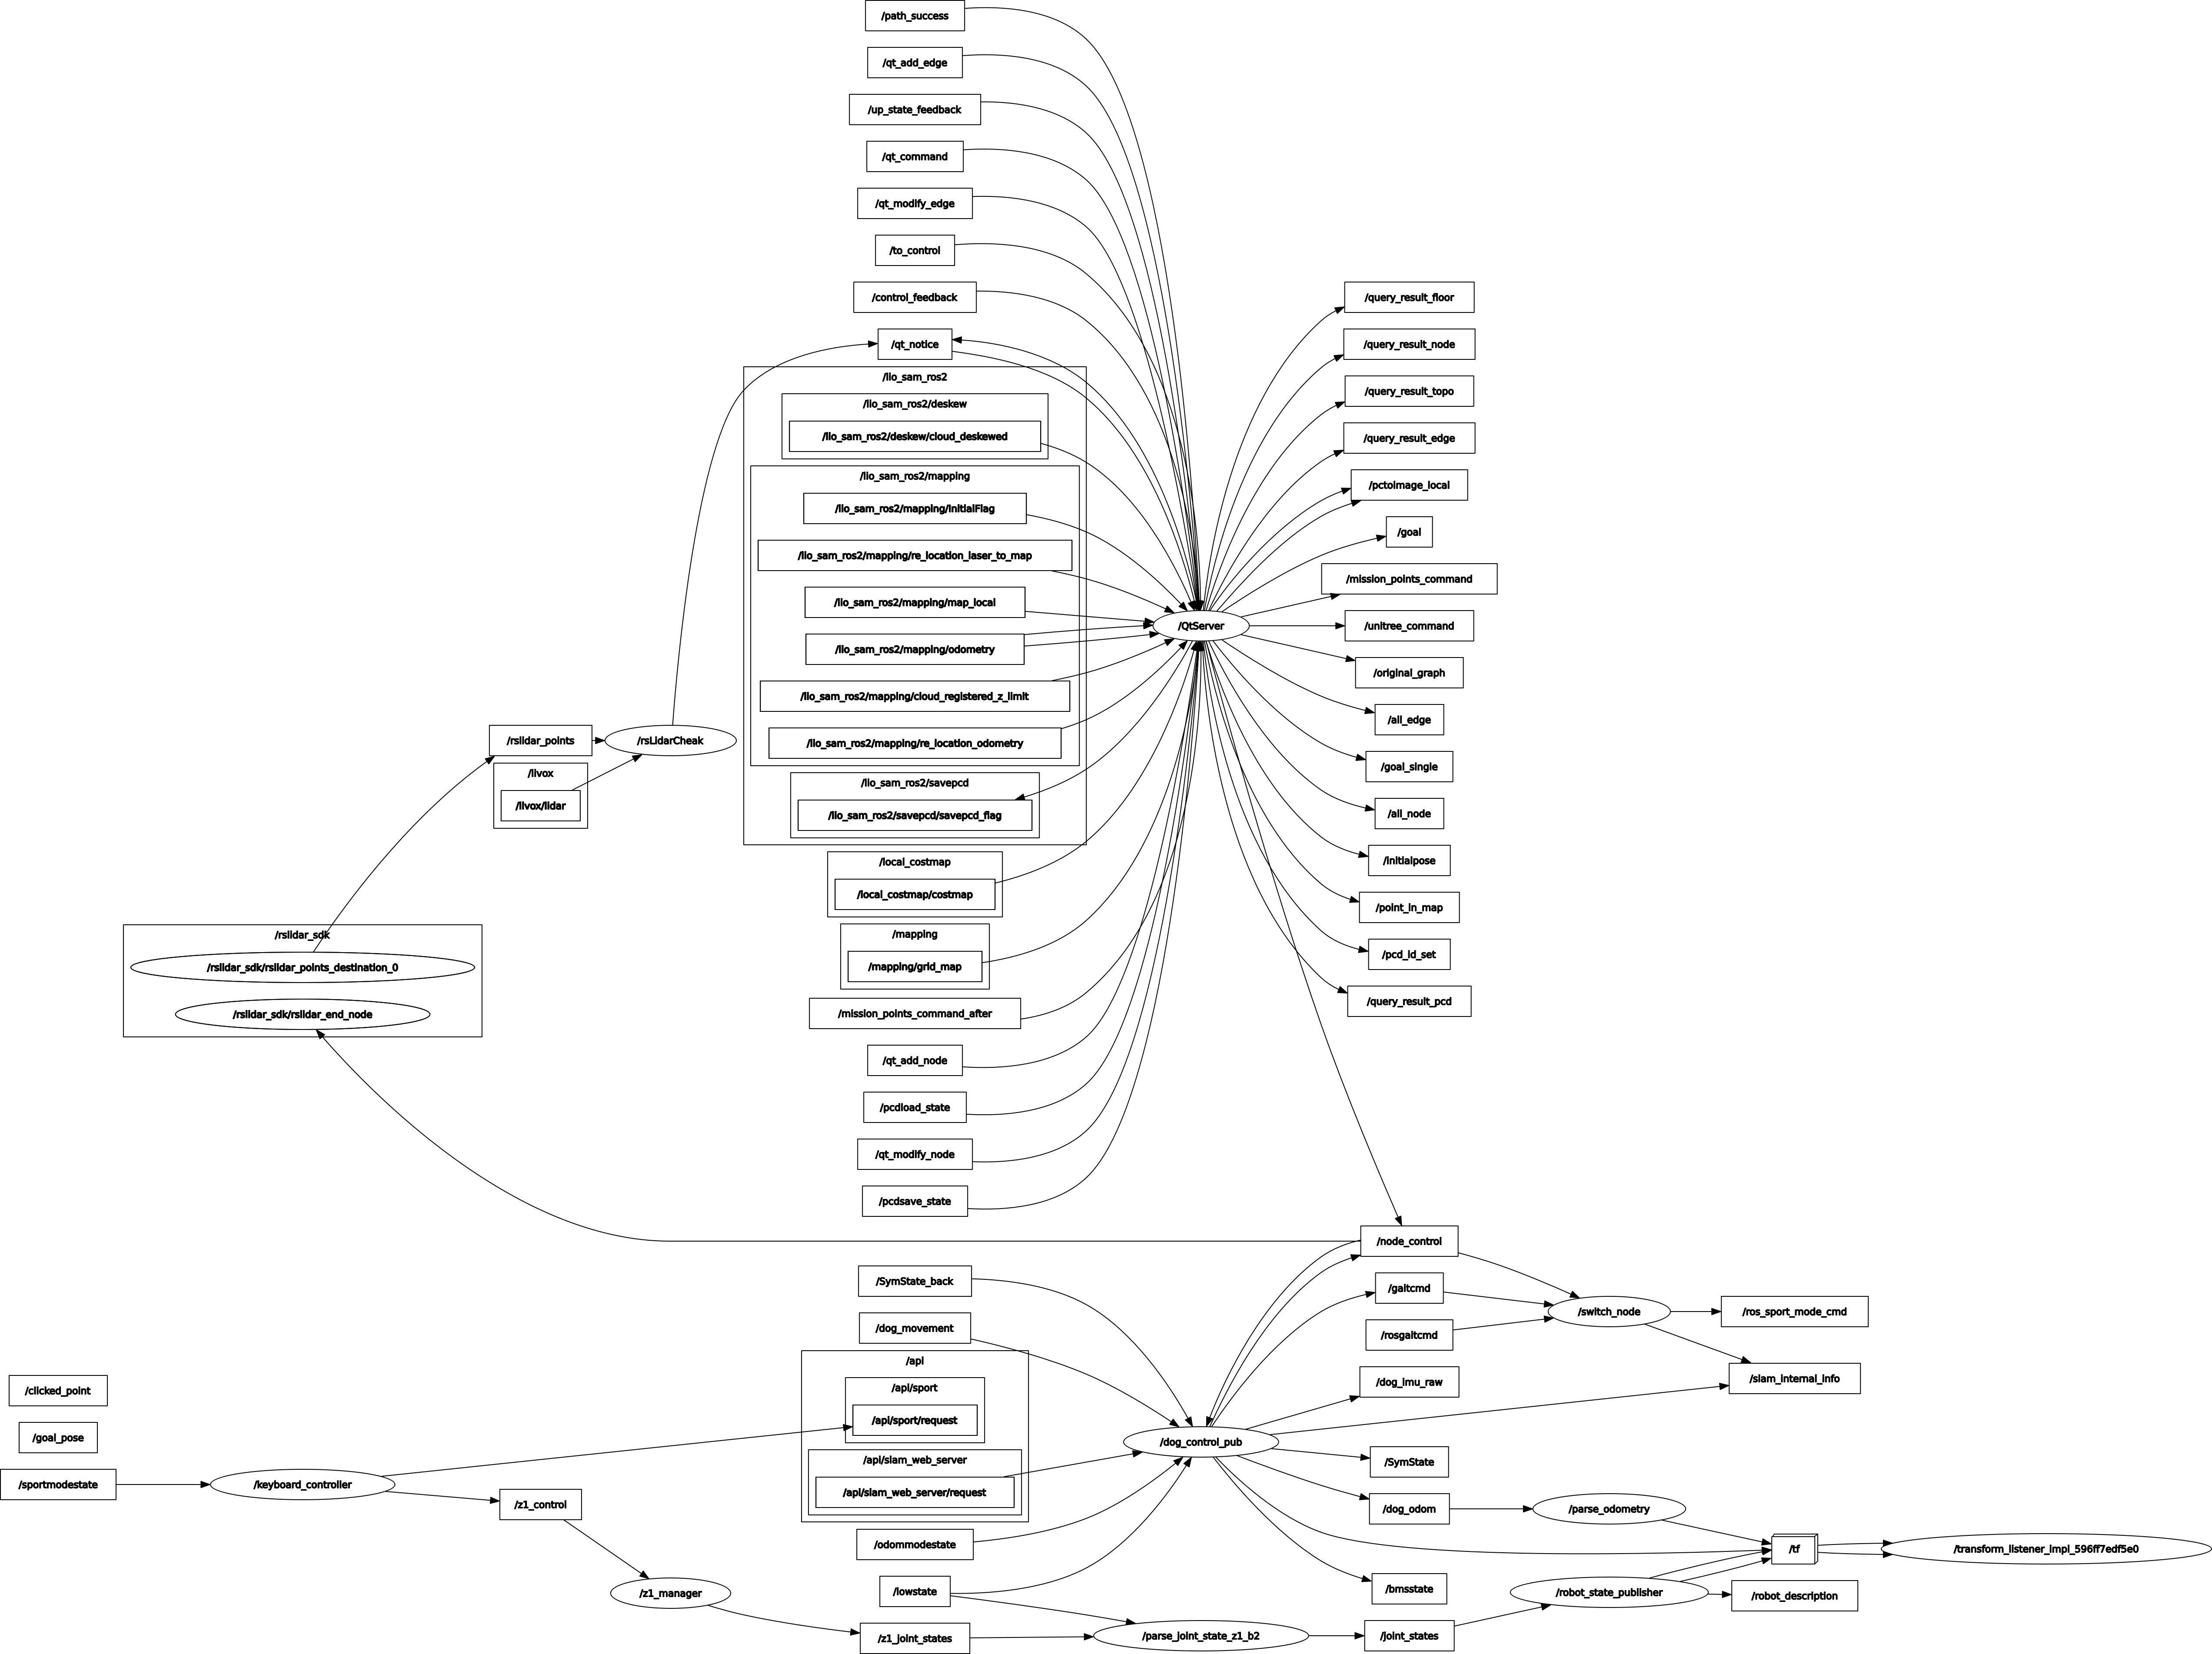 /path_success
/qt_add_edge
/up_state_feedback
/qt_command
/qt_modify_edge
/to_control
/control_feedback
/qt_notice
/lio_sam_ros2
/lio_sam_ros2/deskew
/lio_sam_ros2/deskew/cloud_deskewed
/lio_sam_ros2/mapping
/lio_sam_ros2/mapping/InitialFlag
/lio_sam_ros2/mapping/re_location_laser_to_map
/lio_sam_ros2/mapping/map_local
/lio_sam_ros2/mapping/odometry
/lio_sam_ros2/mapping/cloud_registered_z_limit
/lio_sam_ros2/mapping/re_location_odometry
/lio_sam_ros2/savepcd
/lio_sam_ros2/savepcd/savepcd_flag
/local_costmap
/local_costmap/costmap
/mapping
/mapping/grid_map
/mission_points_command_after
/qt_add_node
/pcdload_state
/qt_modify_node
/pcdsave_state
/QtServer
/query_result_floor
/query_result_node
/query_result_topo
/query_result_edge
/pctoimage_local
/goal
/mission_points_command
/unitree_command
/original_graph
/all_edge
/goal_single
/all_node
/initialpose
/point_in_map
/pcd_id_set
/query_result_pcd
/rslidar_points
/rsLidarCheak
/livox
/livox/lidar
/rslidar_sdk
/rslidar_sdk/rslidar_points_destination_0
/rslidar_sdk/rslidar_end_node
/node_control
/SymState_back
/gaitcmd
/switch_node
/ros_sport_mode_cmd
/dog_movement
/rosgaitcmd
/api
/api/sport
/api/sport/request
/api/slam_web_server
/api/slam_web_server/request
/dog_imu_raw
/slam_internal_info
/clicked_point
/goal_pose
/sportmodestate
/keyboard_controller
/z1_control
/z1_manager
/dog_control_pub
/SymState
/dog_odom
/parse_odometry
/odommodestate
/tf
/transform_listener_impl_596ff7edf5e0
/lowstate
/bmsstate
/robot_state_publisher
/robot_description
/z1_joint_states
/parse_joint_state_z1_b2
/joint_states